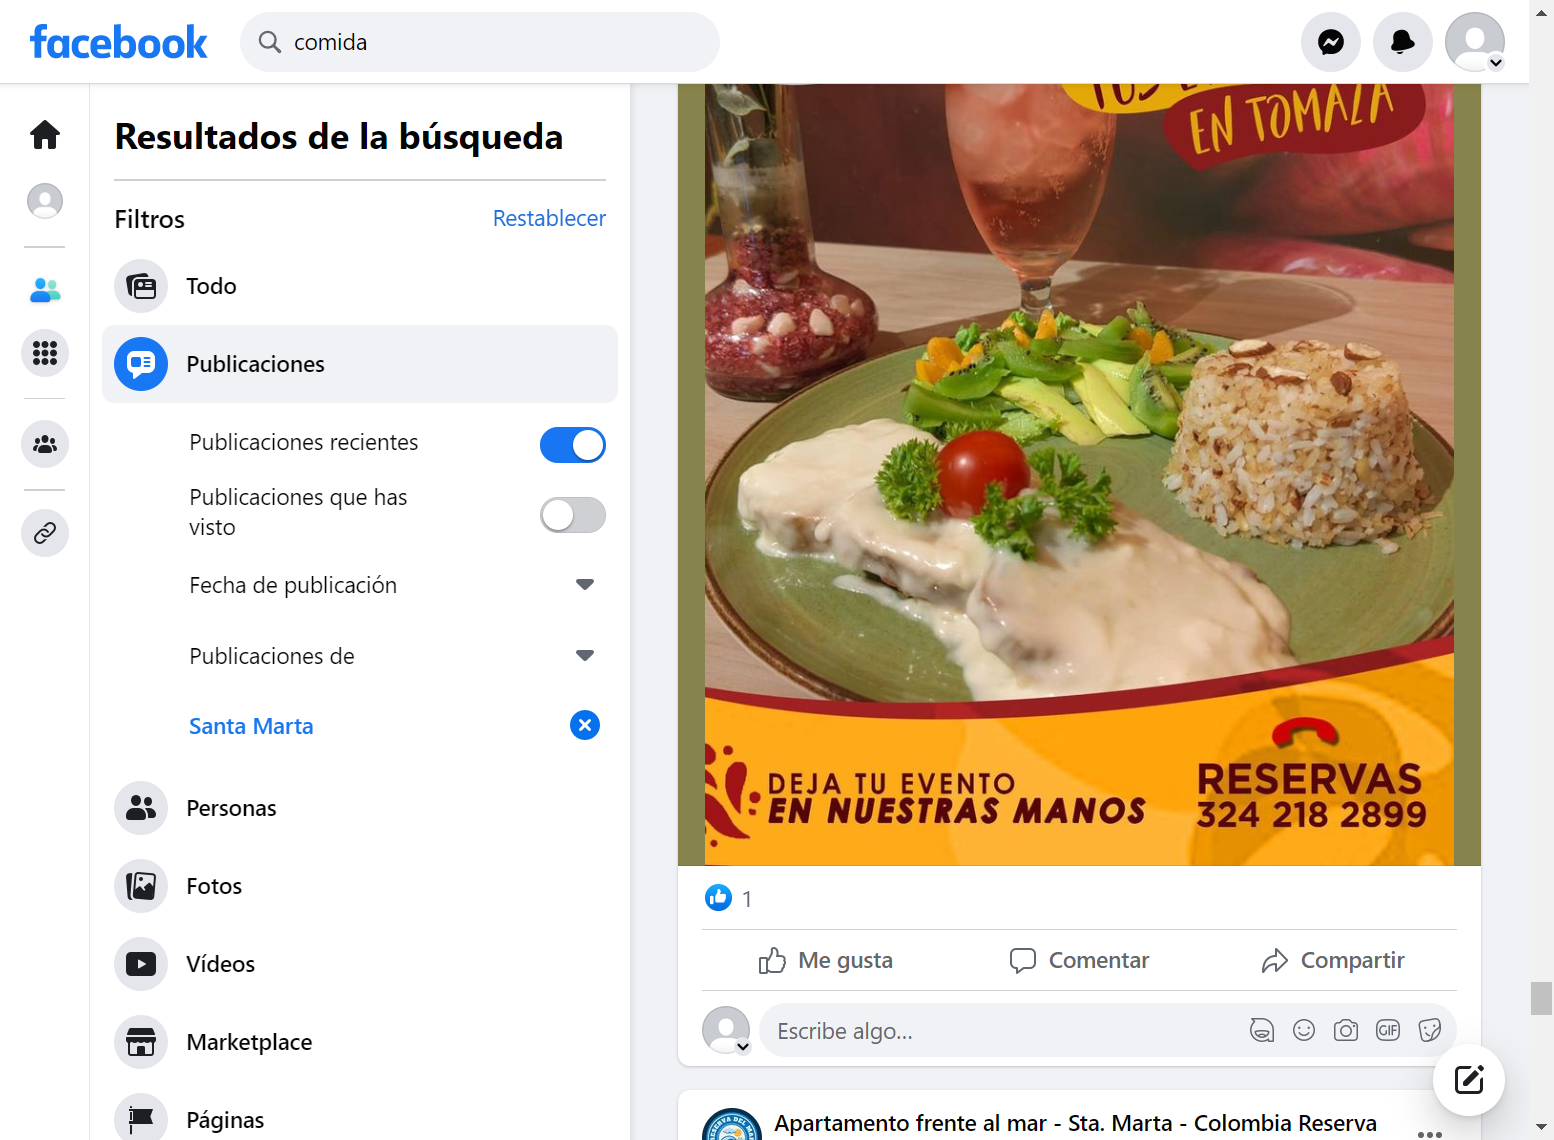 facebook
comida
Resultados de la búsqueda
Filtros
Restablecer
Todo
Publicaciones
Publicaciones recientes
Publicaciones que has
visto
Fecha de publicación
Publicaciones de
Santa Marta
Personas
Fotos
Vídeos
Marketplace
Páginas
EN TOMAZA
DEJA TU EVENTO
EN NUESTRAS MANOS
RESERVAS
324 218 2899
1
Me gusta
Comentar
Compartir
Escribe algo...
GIF
Apartamento frente al mar - Sta. Marta - Colombia Reserva